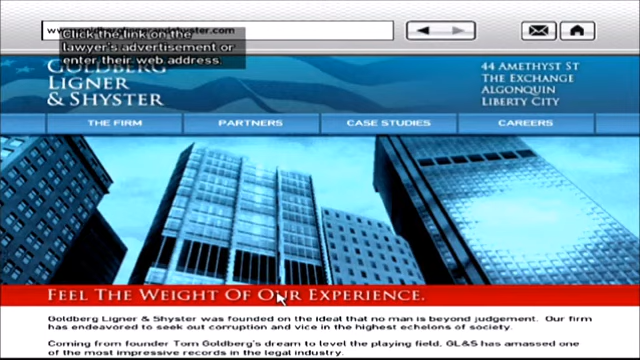 Click the link on the
lawyer's advertisement or
enter their web address.
GOLDBERG
LIGNER
& SHYSTER
44 AMETHYST ST
THE EXCHANGE
ALGONQUIN
LIBERTY CITY
THE FIRM
PARTNERS
CASE STUDIES
CAREERS
FEEL THE WEIGHT OF OUR EXPERIENCE.
Goldberg Ligner & Shyster was founded on the ideal that no man is beyond judgement. Our firm
has endeavored to seek out corruption and vice in the highest echelons of society.
Coming from founder Tom Goldberg's dream to level the playing field, GL&S has amassed one
of the most impressive records in the legal industry.